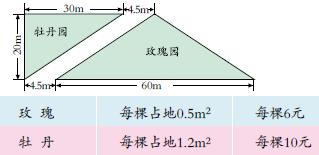 30m
4.5m
牡丹园
20m
玫瑰园
4.5m
60m
玫 瑰 每棵占地0.5m² 每棵6元
牡 丹 每棵占地1.2m² 每棵10元